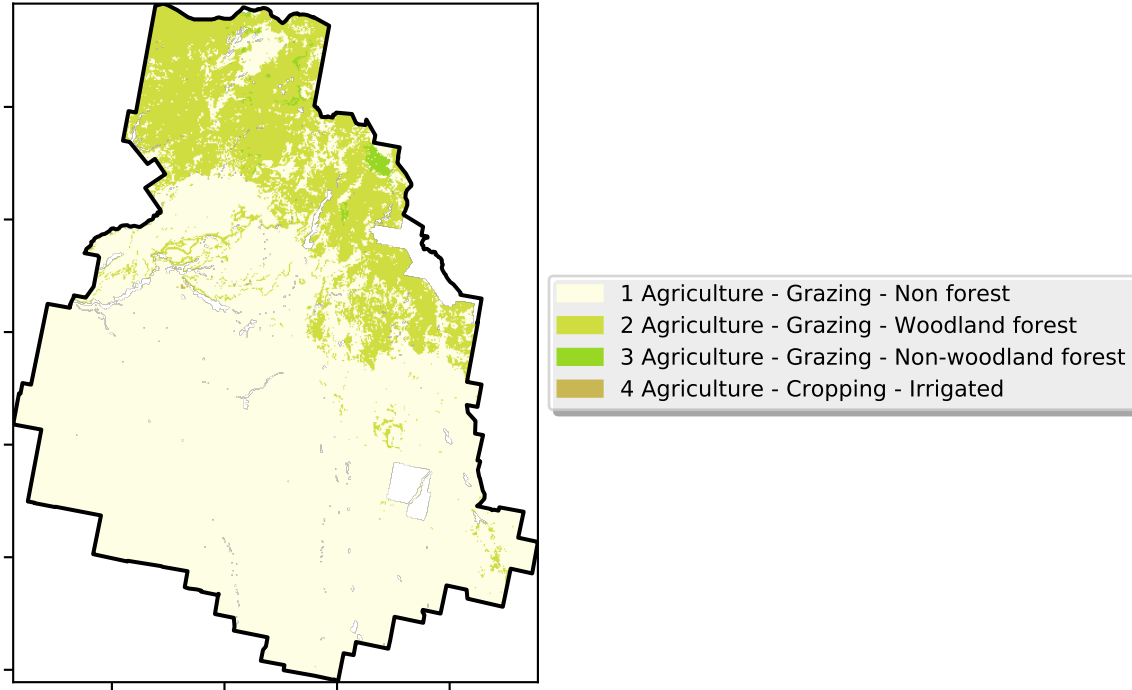 1 Agriculture - Grazing - Non forest
2 Agriculture - Grazing - Woodland forest
3 Agriculture - Grazing - Non-woodland forest
4 Agriculture - Cropping - Irrigated